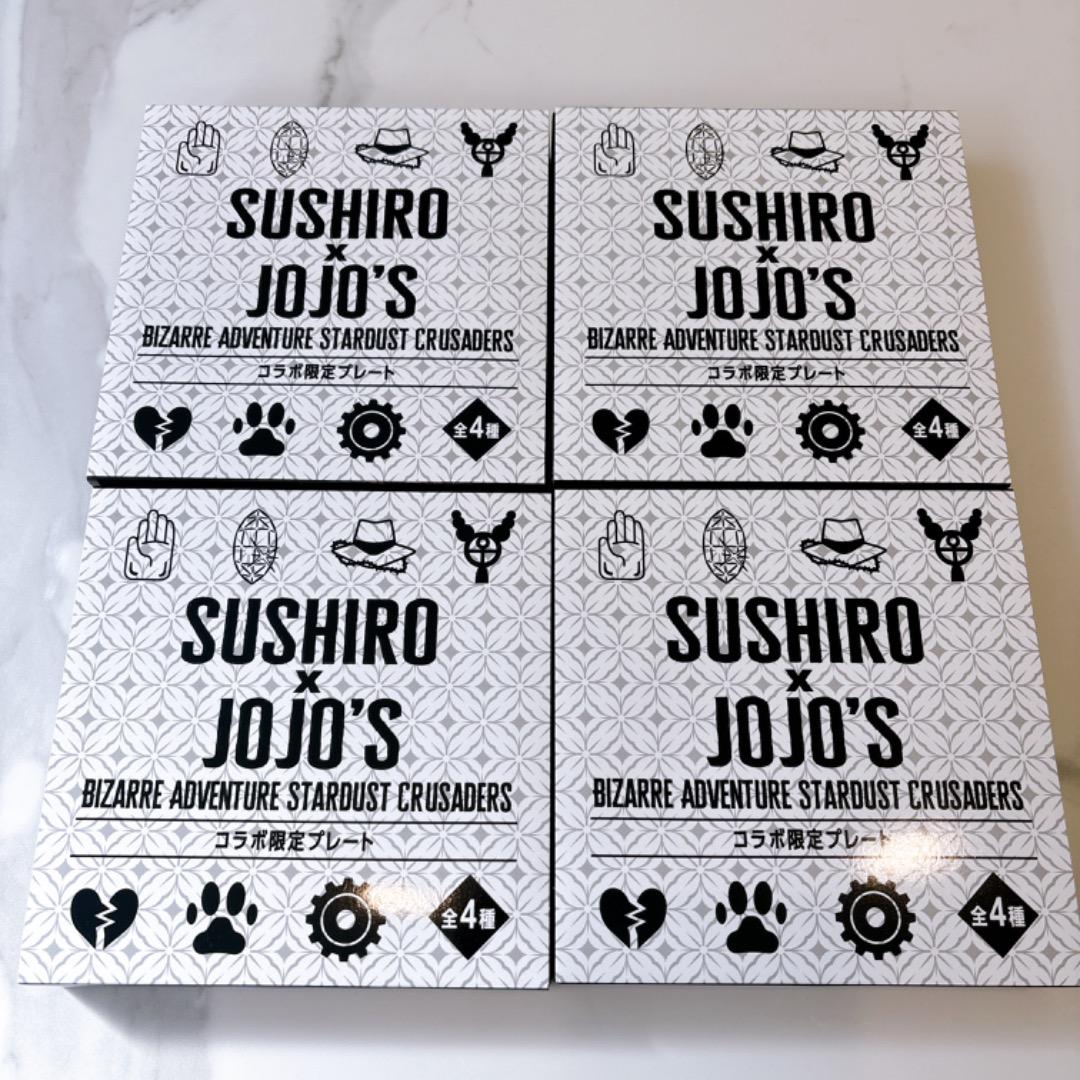 SUSHIRO
x
JOJO'S
BIZARRE ADVENTURE STARDUST CRUSADERS
コラボ限定プレート
全4種
SUSHIRO
x
JOJO'S
BIZARRE ADVENTURE STARDUST CRUSADERS
コラボ限定プレート
全4種
SUSHIRO
x
JOJO'S
BIZARRE ADVENTURE STARDUST CRUSADERS
コラボ限定プレート
全4種
SUSHIRO
x
JOJO'S
BIZARRE ADVENTURE STARDUST CRUSADERS
コラボ限定プレート
全4種